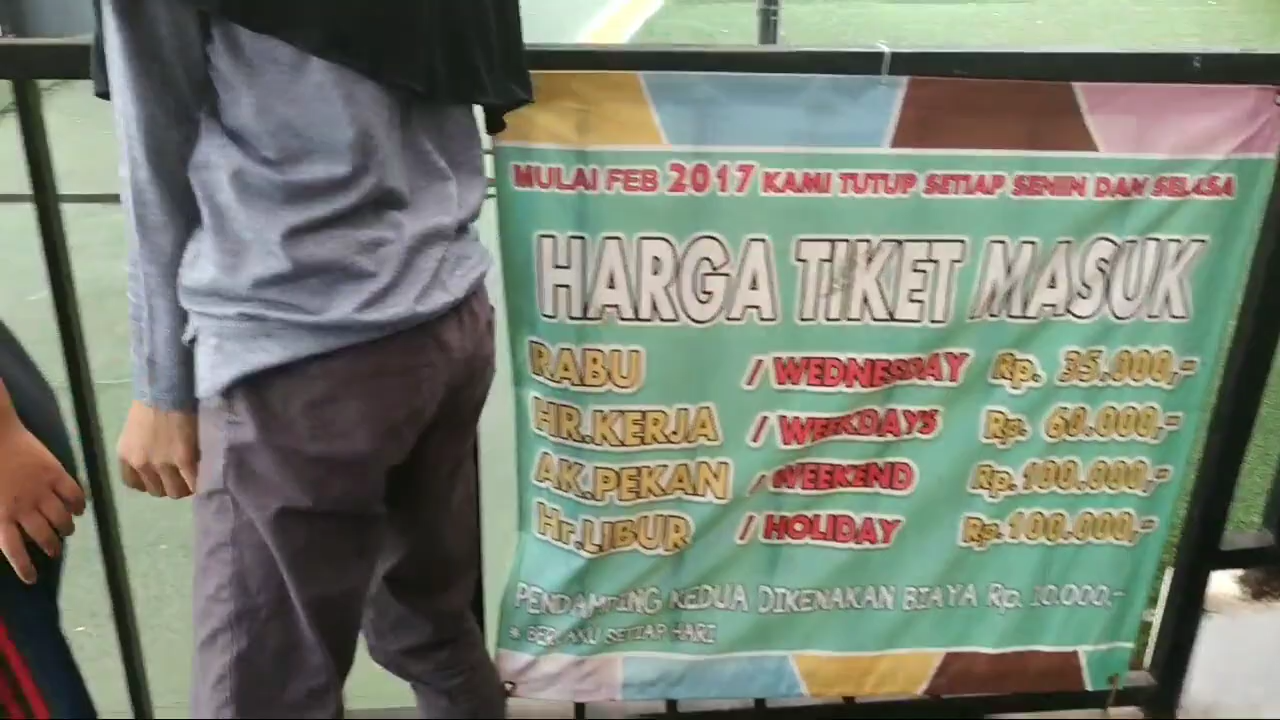 MULAI FEB 2017 KAMI TUTUP SETIAP SENIN DAN SELASA
HARGA TIKET MASUK
RABU / WEDNESDAY Rp. 35.000,-
HR.KERJA / WEEKDAYS Rp. 60.000,-
AK.PEKAN / WEEKEND Rp.100.000,-
Hr.LIBUR / HOLIDAY Rp.100.000,-
PENDAMPING KEDUA DIKENAKAN BIAYA Rp. 10.000,-
* BERLAKU SETIAP HARI